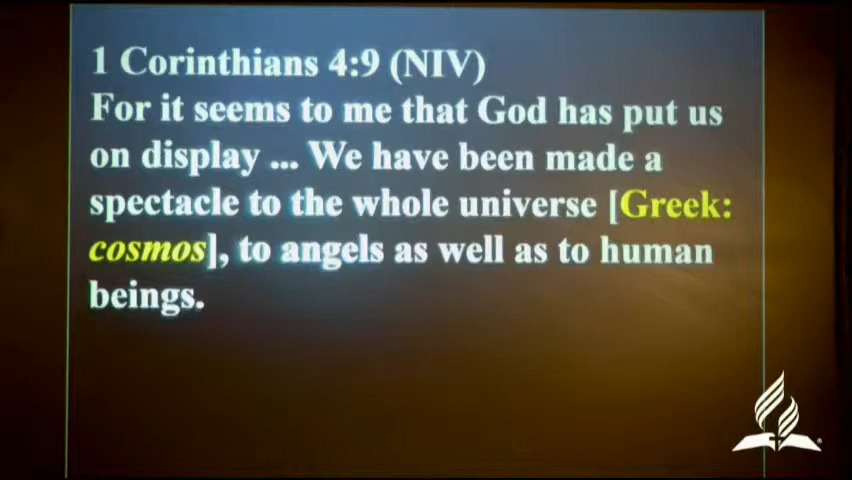 1 Corinthians 4:9 (NIV)
For it seems to me that God has put us
on display ... We have been made a
spectacle to the whole universe [Greek:
cosmos], to angels as well as to human
beings.